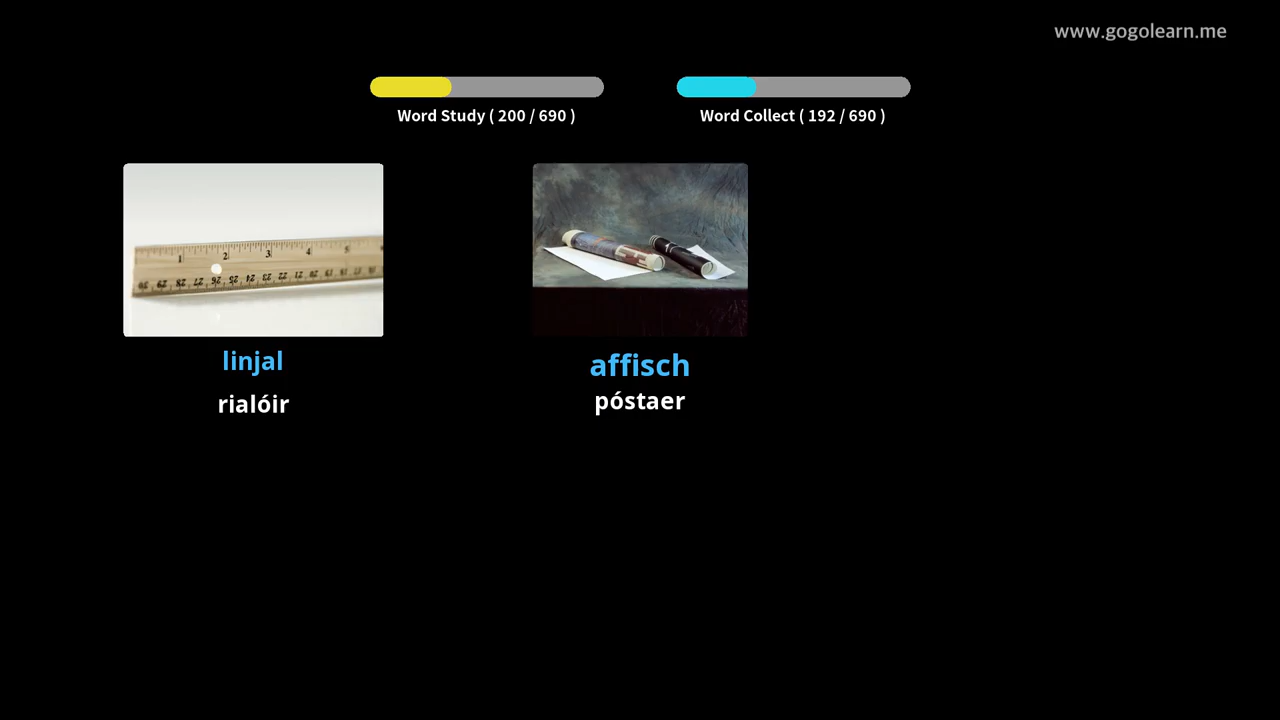 www.gogolearn.me
Word Study ( 200 / 690 )
Word Collect ( 192 / 690 )
linjal
rialóir
affisch
póstaer